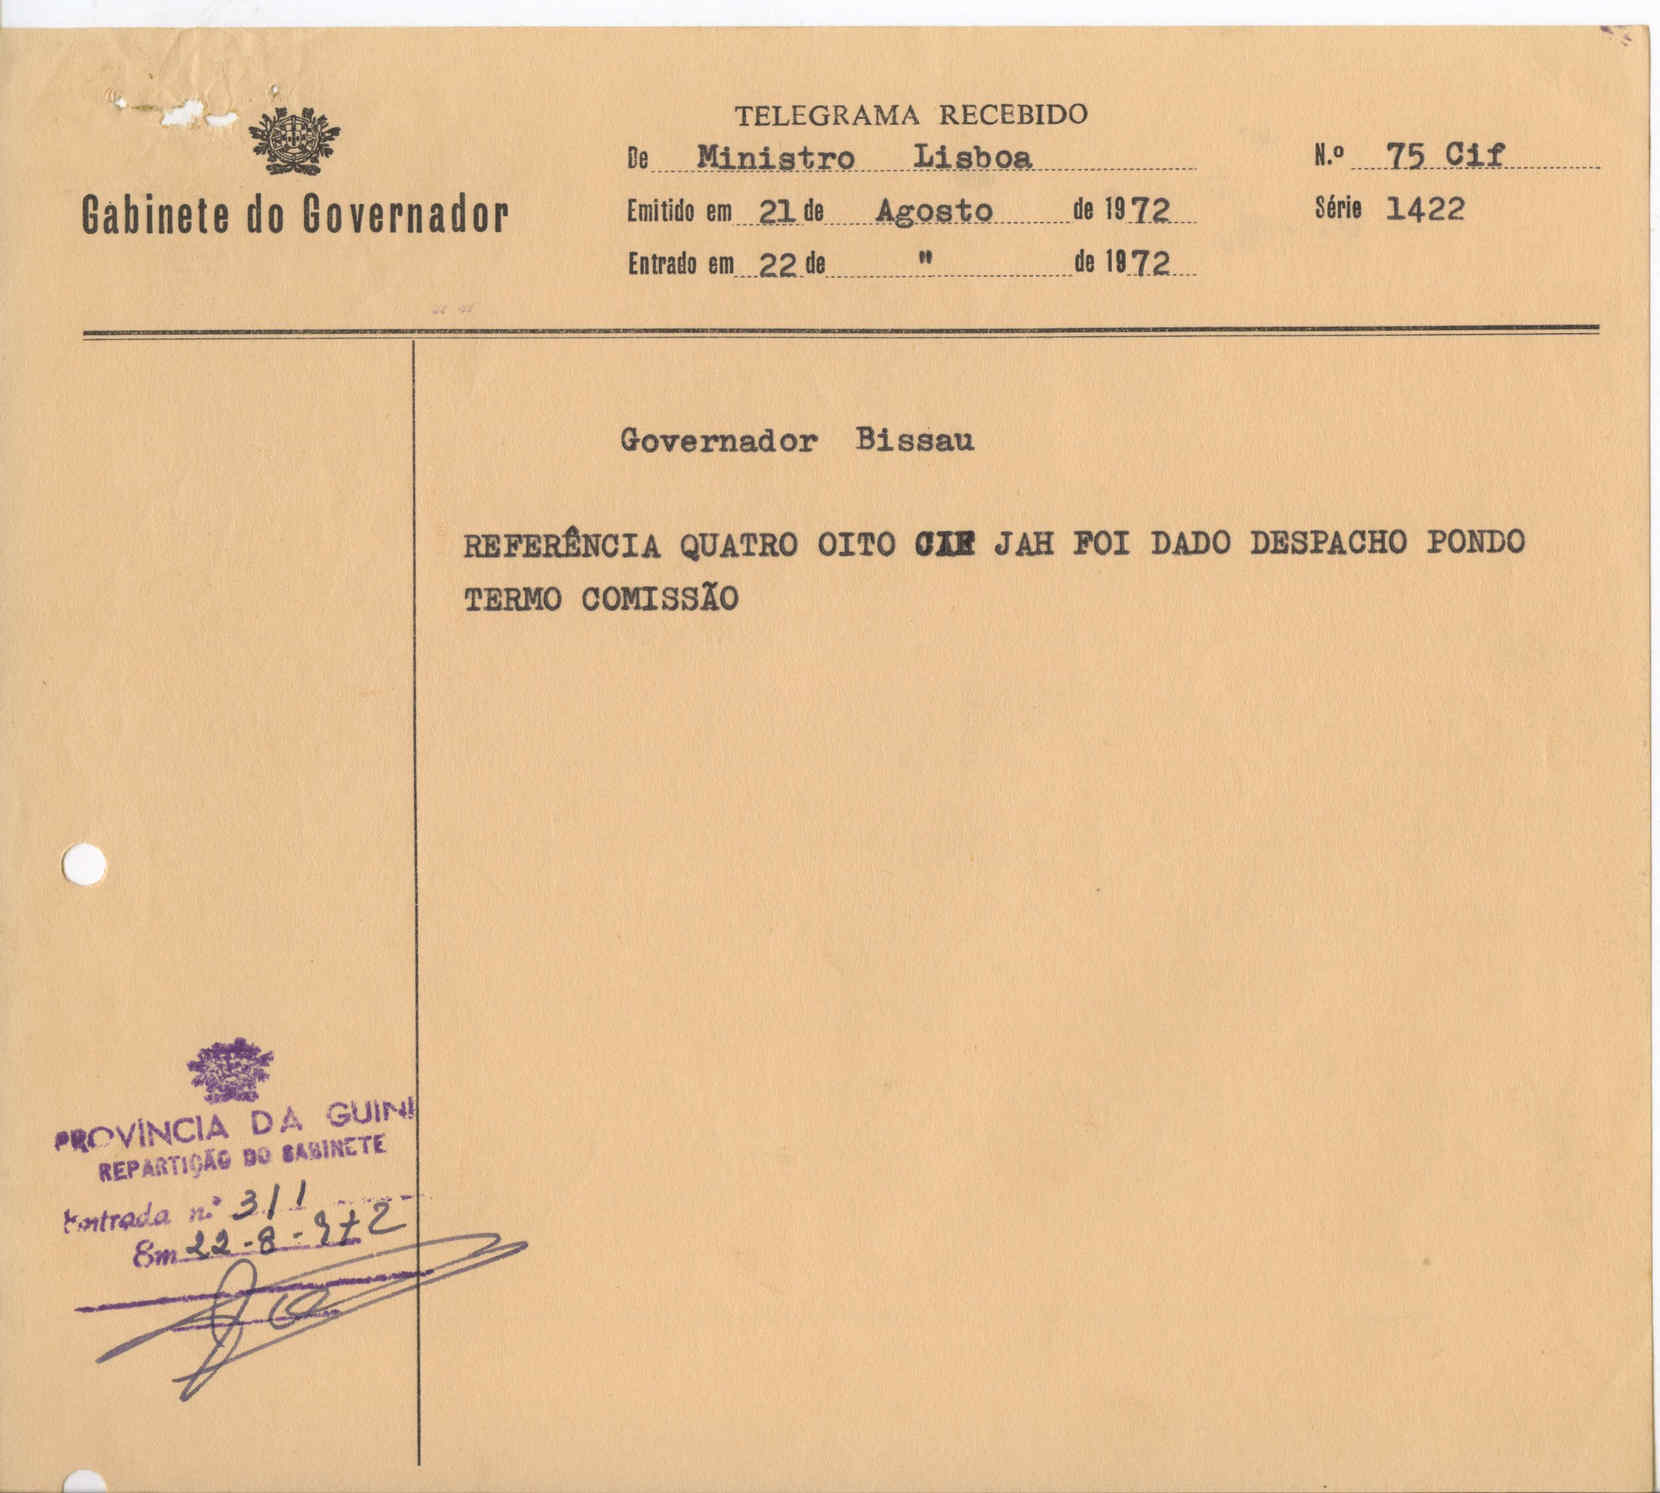 TELEGRAMA RECEBIDO
De Ministro Lisboa
N.º 75 Cif
Gabinete do Governador
Emitido em 21 de Agosto de 1972
Série 1422
Entrado em 22 de " de 1972
Governador Bissau
REFERÊNCIA QUATRO OITO CIF JAH FOI DADO DESPACHO PONDO
TERMO COMISSÃO
PROVÍNCIA DA GUINÉ
REPARTIÇÃO DO GABINETE
Entrada n.º 311
Em 22-8-972